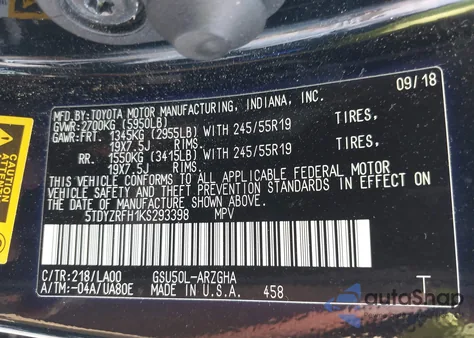 09/18
MFD. BY: TOYOTA MOTOR MANUFACTURING, INDIANA, INC.
GVWR: 2700KG (5950LB)
GAWR: FRT. 1345KG (2955LB) WITH 245/55R19 TIRES,
19X7.5J RIMS
RR. 1550KG (3415LB) WITH 245/55R19 TIRES,
19X7.5J RIMS
THIS VEHICLE CONFORMS TO ALL APPLICABLE FEDERAL MOTOR
VEHICLE SAFETY AND THEFT PREVENTION STANDARDS IN EFFECT ON
THE DATE OF MANUFACTURE SHOWN ABOVE.
5TDYZRFH1KS293398 MPV
C/TR:218/LA00 GSU50L-ARZGHA
A/TM:-04A/UA80E MADE IN U.S.A. 458 T
CAUTION
autoSnap